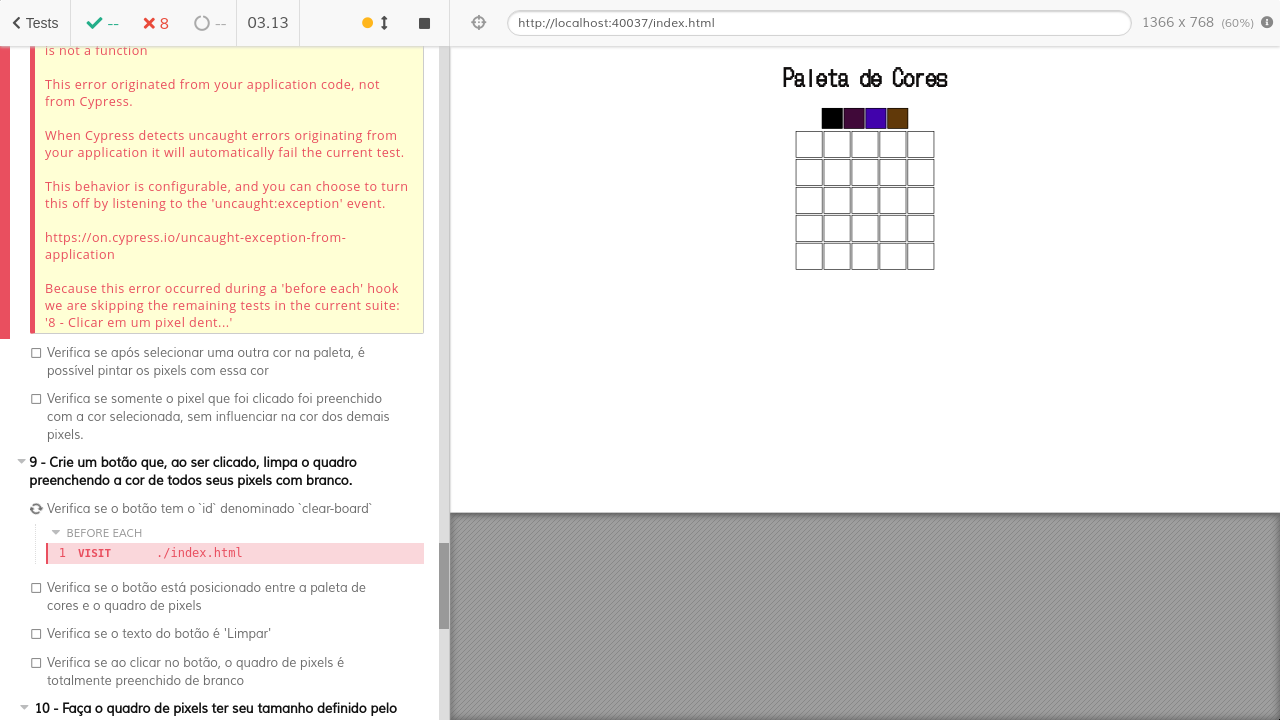 Tests
--
8
--
03.13
http://localhost:40037/index.html
1366 x 768 (60%)
is not a function
This error originated from your application code, not
from Cypress.
When Cypress detects uncaught errors originating from
your application it will automatically fail the current test.
This behavior is configurable, and you can choose to turn
this off by listening to the 'uncaught:exception' event.
https://on.cypress.io/uncaught-exception-from-
application
Because this error occurred during a 'before each' hook
we are skipping the remaining tests in the current suite:
'8 - Clicar em um pixel dent...'
Verifica se após selecionar uma outra cor na paleta, é
possível pintar os pixels com essa cor
Verifica se somente o pixel que foi clicado foi preenchido
com a cor selecionada, sem influenciar na cor dos demais
pixels.
9 - Crie um botão que, ao ser clicado, limpa o quadro
preenchendo a cor de todos seus pixels com branco.
Verifica se o botão tem o `id` denominado `clear-board`
BEFORE EACH
1 VISIT ./index.html
Verifica se o botão está posicionado entre a paleta de
cores e o quadro de pixels
Verifica se o texto do botão é 'Limpar'
Verifica se ao clicar no botão, o quadro de pixels é
totalmente preenchido de branco
10 - Faça o quadro de pixels ter seu tamanho definido pelo
Paleta de Cores